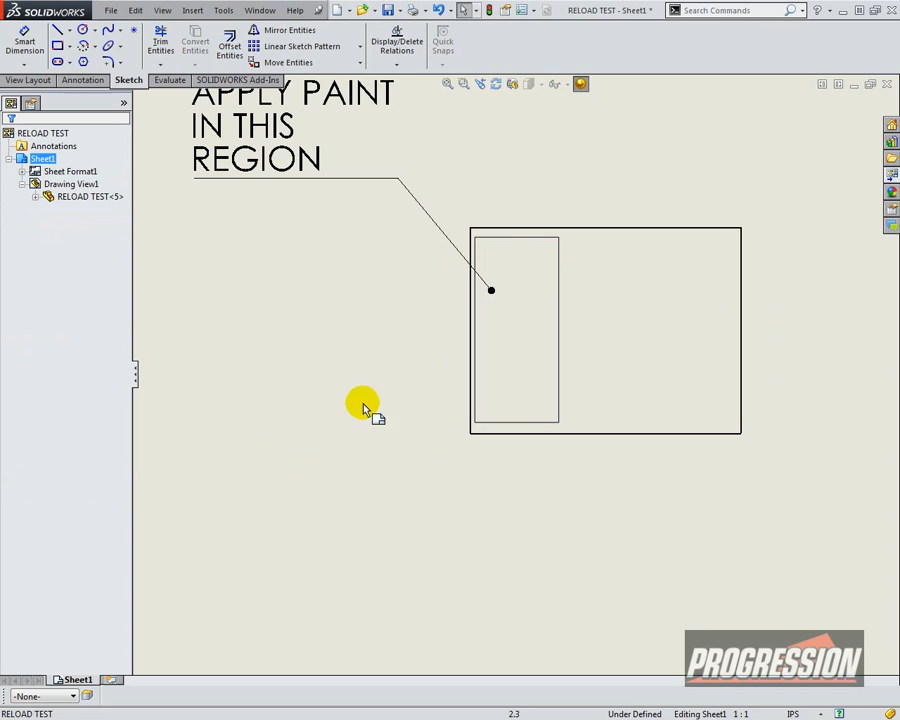 SOLIDWORKS
File Edit View Insert Tools Window Help
RELOAD TEST - Sheet1 *
Search Commands
Smart Dimension
Trim Entities
Convert Entities
Offset Entities
Mirror Entities
Linear Sketch Pattern
Move Entities
Display/Delete Relations
Quick Snaps
View Layout Annotation Sketch Evaluate SOLIDWORKS Add-Ins
RELOAD TEST
Annotations
Sheet1
Sheet Format1
Drawing View1
RELOAD TEST<5>
APPLY PAINT
IN THIS
REGION
PROGRESSION
Sheet1
-None-
RELOAD TEST 2.3 Under Defined Editing Sheet1 1 : 1 IPS